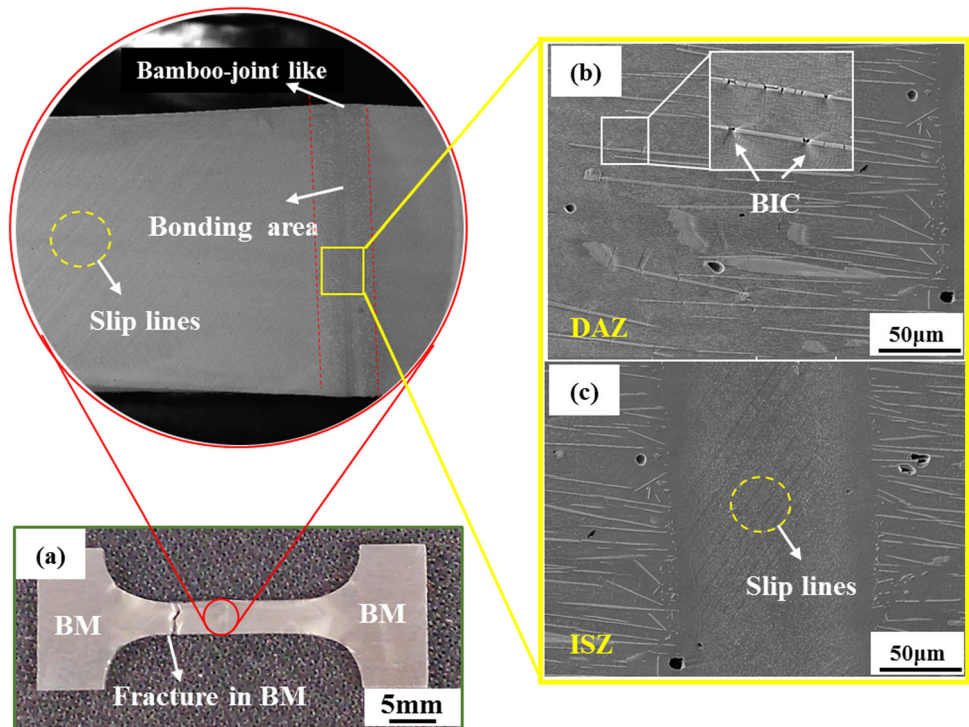 Bamboo-joint like
Bonding area
Slip lines
(a)
BM
BM
Fracture in BM
5mm
(b)
BIC
DAZ
50μm
(c)
Slip lines
ISZ
50μm